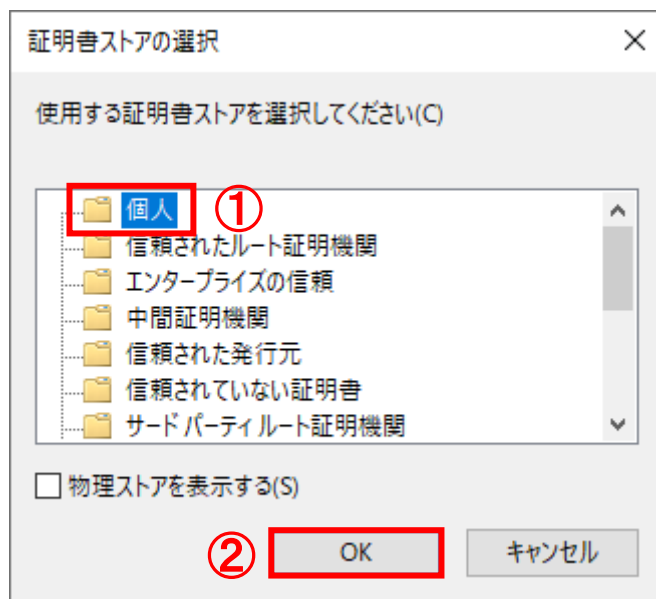 証明書ストアの選択
使用する証明書ストアを選択してください(C)
個人 ①
信頼されたルート証明機関
エンタープライズの信頼
中間証明機関
信頼された発行元
信頼されていない証明書
サード パーティ ルート証明機関
物理ストアを表示する(S)
② OK キャンセル